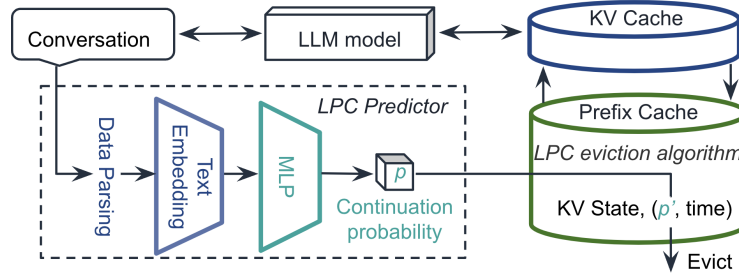 Conversation
LLM model
KV Cache
LPC Predictor
Prefix Cache
Data Parsing
Text
Embedding
MLP
p
Continuation
probability
LPC eviction algorithm
KV State, (p’, time)
Evict